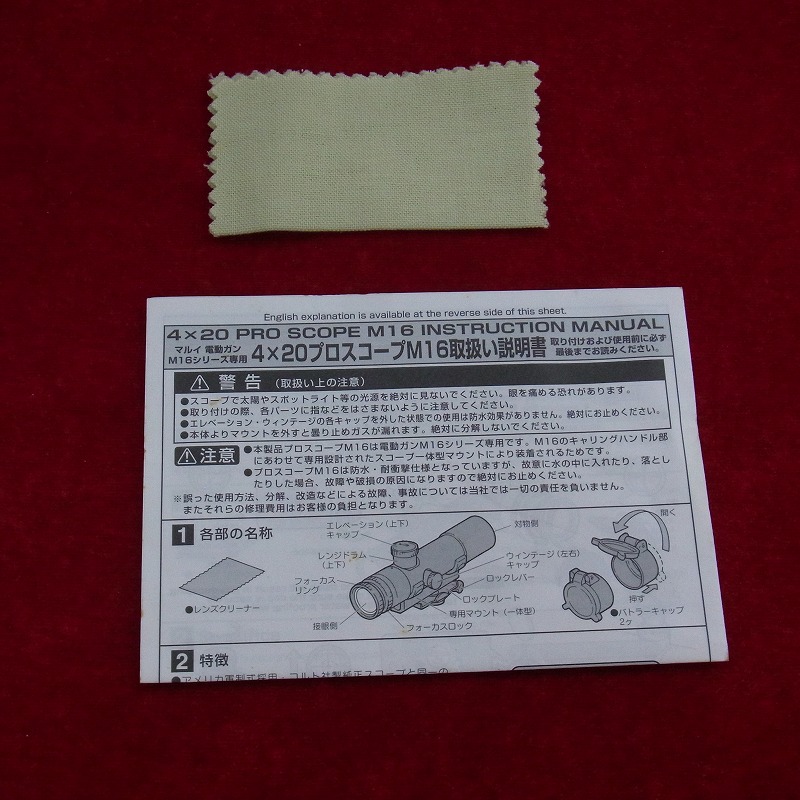 English explanation is available at the reverse side of this sheet.
4×20 PRO SCOPE M16 INSTRUCTION MANUAL
マルイ 電動ガン
M16シリーズ専用
4×20プロスコープM16取扱い説明書
取り付けおよび使用前に必ず
最後までお読みください。
警告（取扱い上の注意）
●スコープで太陽やスポットライト等の光源を絶対に見ないでください。眼を痛める恐れがあります。
●取り付けの際、各パーツに指などをはさまないように注意してください。
●エレベーション・ウィンテージの各キャップを外した状態での使用は防水効果がありません。絶対にお止めください。
●本体よりマウントを外すと曇り止めガスが漏れます。絶対に分解しないでください。
注意
●本製品プロスコープM16は電動ガンM16シリーズ専用です。M16のキャリングハンドル部
にあわせて専用設計されたスコープ一体型マウントにより装着されるためです。
●プロスコープM16は防水・耐衝撃仕様となっていますが、故意に水の中に入れたり、落とし
たりした場合、故障や破損の原因になりますので絶対にお止めください。
※誤った使用方法、分解、改造などによる故障、事故については当社では一切の責任を負いません。
またそれらの修理費用はお客様の負担となります。
1 各部の名称
エレベーション（上下）
キャップ
対物側
開く
レンジドラム
（上下）
ウィンテージ（左右）
キャップ
フォーカス
リング
ロックレバー
ロックプレート
押す
●レンズクリーナー
専用マウント（一体型）
●バトラーキャップ
2ヶ
接眼側
フォーカスロック
2 特徴
●アメリカ軍制式採用・コルト社製純正スコープと同一の